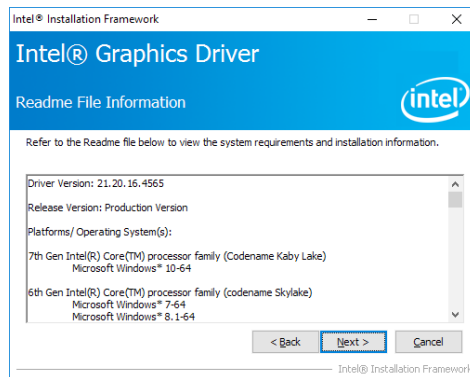 Intel® Installation Framework
Intel® Graphics Driver
Readme File Information
intel
Refer to the Readme file below to view the system requirements and installation information.
Driver Version: 21.20.16.4565
Release Version: Production Version
Platforms/ Operating System(s):
7th Gen Intel(R) Core(TM) processor family (Codename Kaby Lake)
Microsoft Windows* 10-64
6th Gen Intel(R) Core(TM) processor family (codename Skylake)
Microsoft Windows* 7-64
Microsoft Windows* 8.1-64
< Back Next > Cancel
Intel® Installation Framework